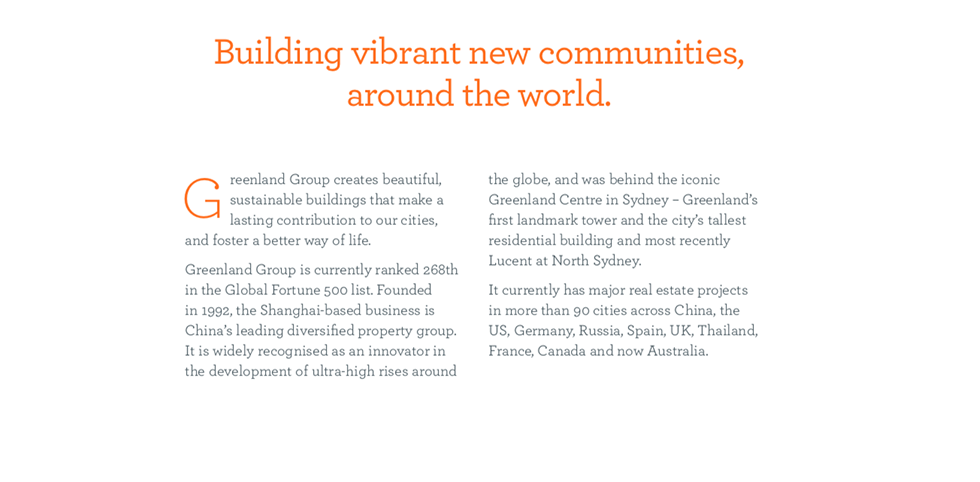 Building vibrant new communities,
around the world.
Greenland Group creates beautiful,
sustainable buildings that make a
lasting contribution to our cities,
and foster a better way of life.
Greenland Group is currently ranked 268th
in the Global Fortune 500 list. Founded
in 1992, the Shanghai-based business is
China's leading diversified property group.
It is widely recognised as an innovator in
the development of ultra-high rises around
the globe, and was behind the iconic
Greenland Centre in Sydney – Greenland's
first landmark tower and the city's tallest
residential building and most recently
Lucent at North Sydney.
It currently has major real estate projects
in more than 90 cities across China, the
US, Germany, Russia, Spain, UK, Thailand,
France, Canada and now Australia.